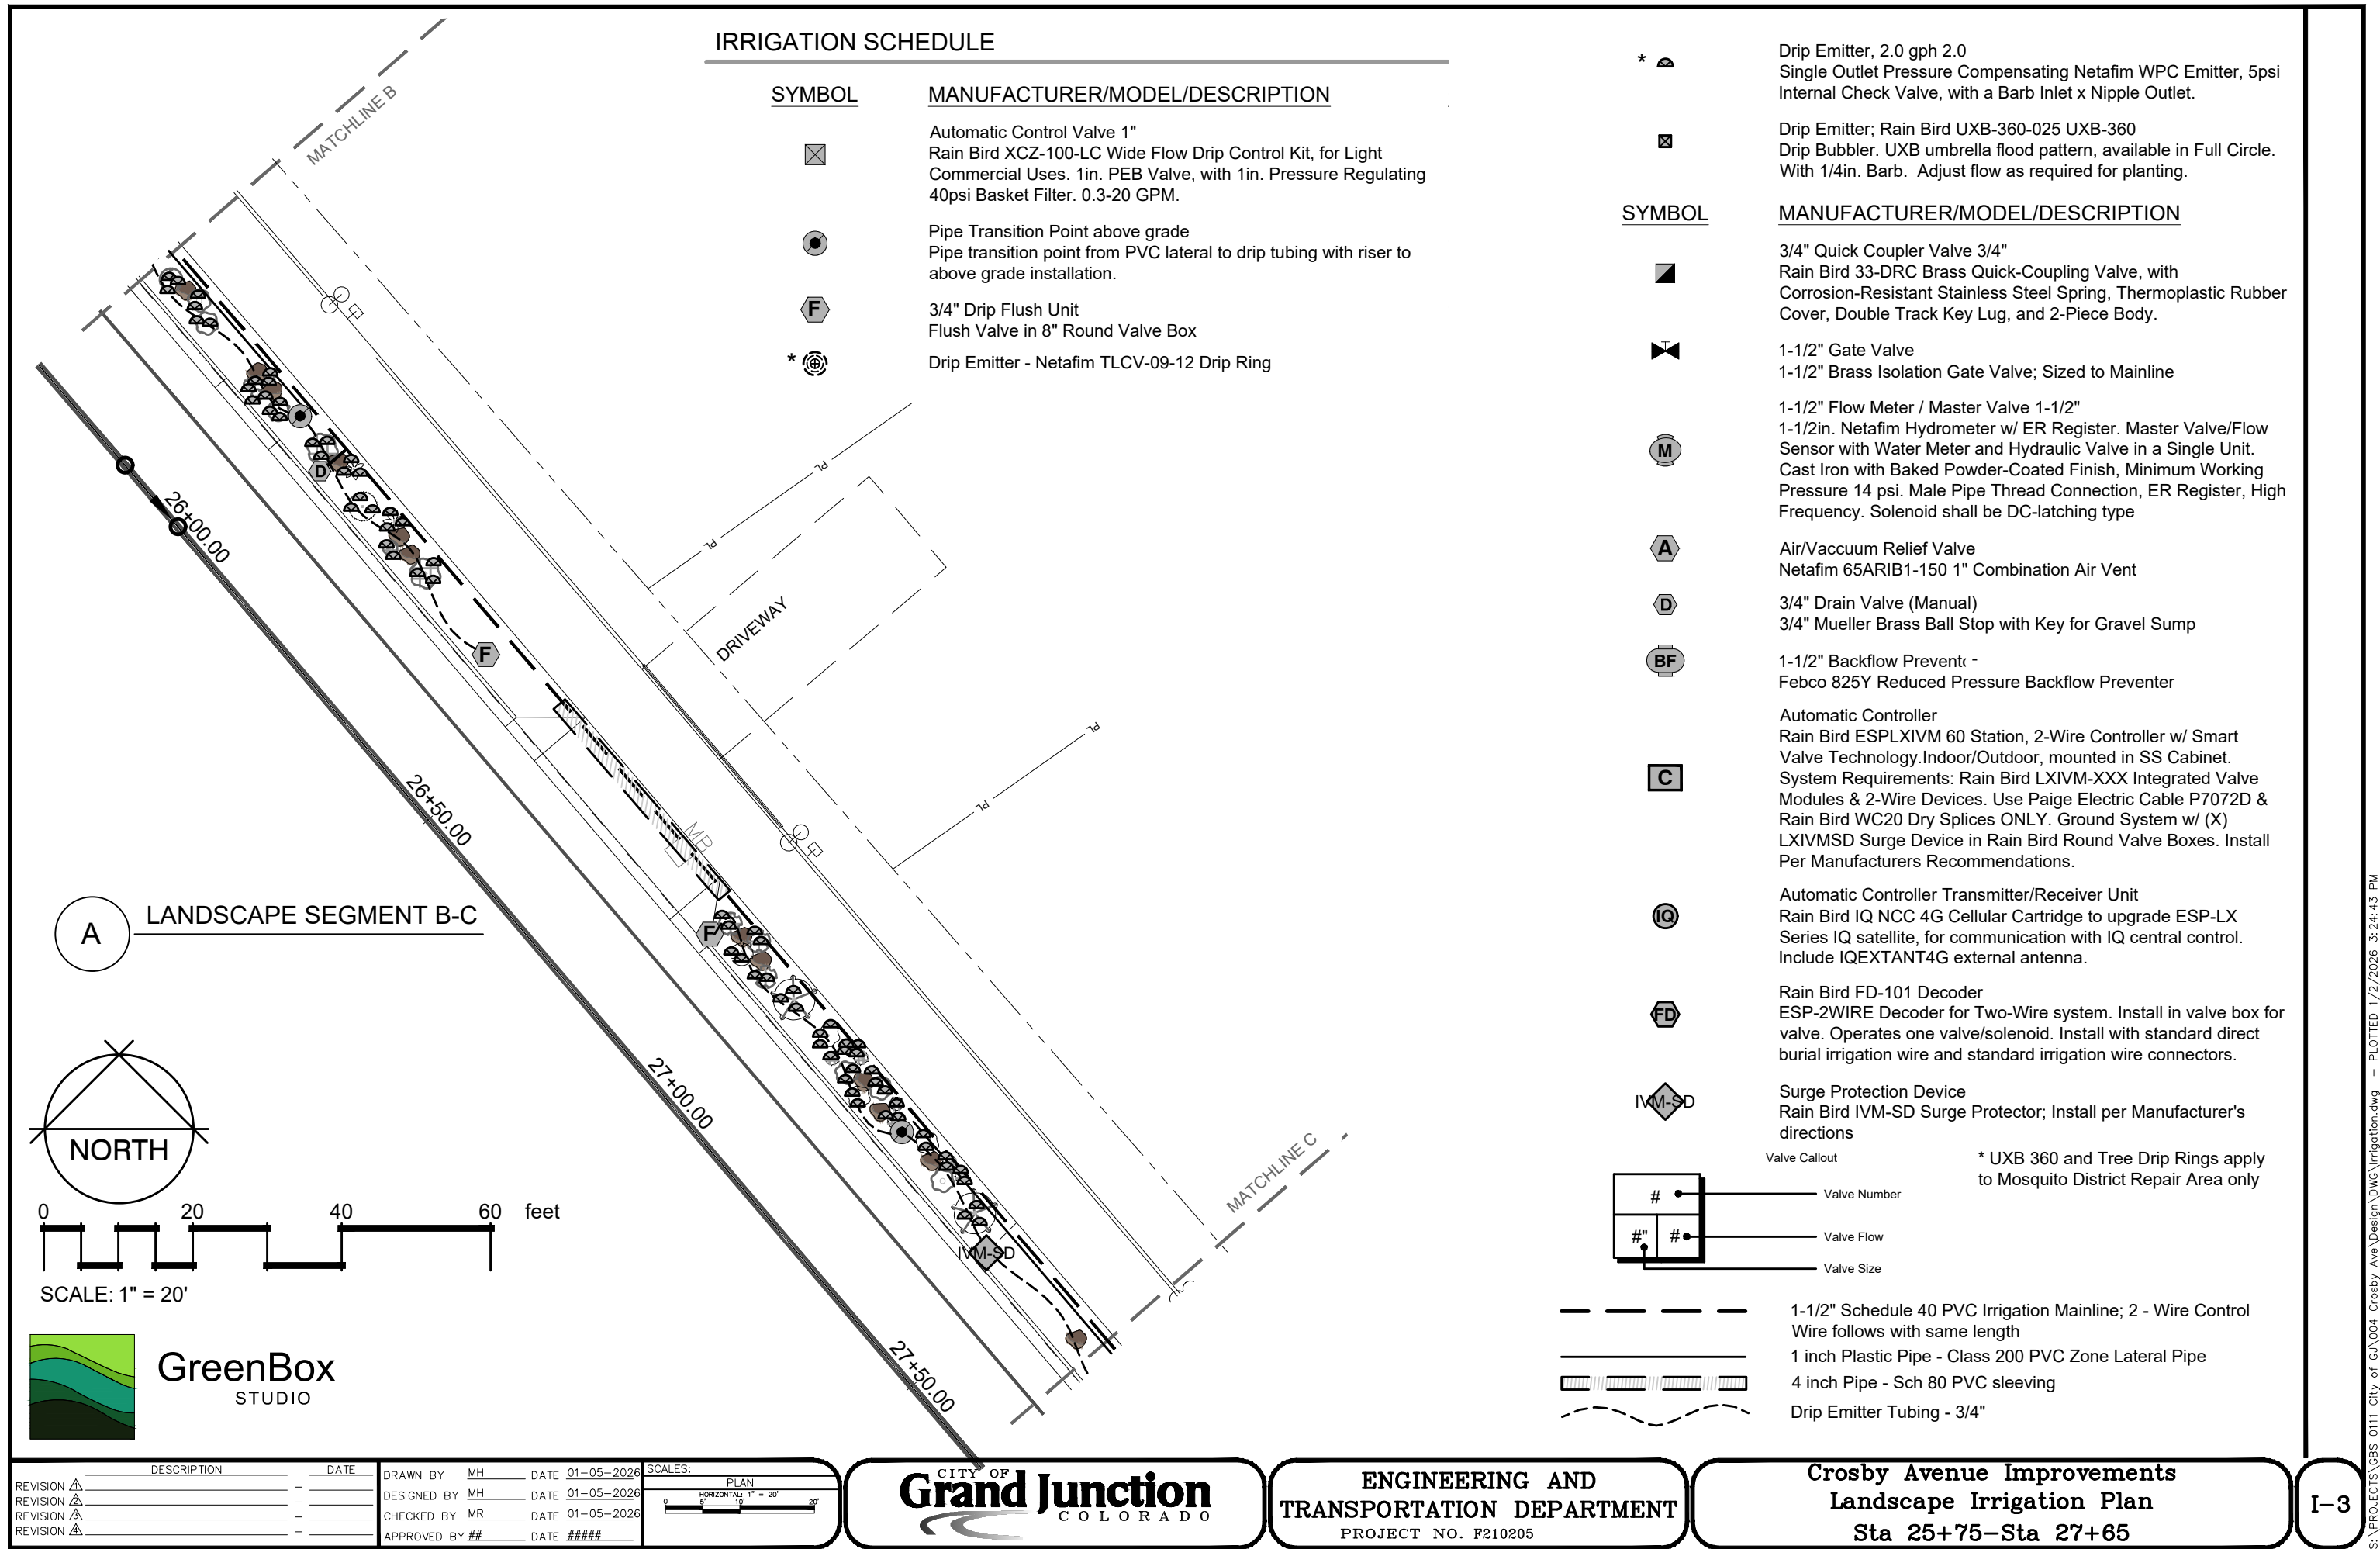 IRRIGATION SCHEDULE
SYMBOL
MANUFACTURER/MODEL/DESCRIPTION
Automatic Control Valve 1"
Rain Bird XCZ-100-LC Wide Flow Drip Control Kit, for Light
Commercial Uses. 1in. PEB Valve, with 1in. Pressure Regulating
40psi Basket Filter. 0.3-20 GPM.
Pipe Transition Point above grade
Pipe transition point from PVC lateral to drip tubing with riser to
above grade installation.
F
3/4" Drip Flush Unit
Flush Valve in 8" Round Valve Box
*
Drip Emitter - Netafim TLCV-09-12 Drip Ring
*
Drip Emitter, 2.0 gph 2.0
Single Outlet Pressure Compensating Netafim WPC Emitter, 5psi
Internal Check Valve, with a Barb Inlet x Nipple Outlet.
Drip Emitter; Rain Bird UXB-360-025 UXB-360
Drip Bubbler. UXB umbrella flood pattern, available in Full Circle.
With 1/4in. Barb. Adjust flow as required for planting.
SYMBOL
MANUFACTURER/MODEL/DESCRIPTION
3/4" Quick Coupler Valve 3/4"
Rain Bird 33-DRC Brass Quick-Coupling Valve, with
Corrosion-Resistant Stainless Steel Spring, Thermoplastic Rubber
Cover, Double Track Key Lug, and 2-Piece Body.
1-1/2" Gate Valve
1-1/2" Brass Isolation Gate Valve; Sized to Mainline
M
1-1/2" Flow Meter / Master Valve 1-1/2"
1-1/2in. Netafim Hydrometer w/ ER Register. Master Valve/Flow
Sensor with Water Meter and Hydraulic Valve in a Single Unit.
Cast Iron with Baked Powder-Coated Finish, Minimum Working
Pressure 14 psi. Male Pipe Thread Connection, ER Register, High
Frequency. Solenoid shall be DC-latching type
A
Air/Vaccuum Relief Valve
Netafim 65ARIB1-150 1" Combination Air Vent
D
3/4" Drain Valve (Manual)
3/4" Mueller Brass Ball Stop with Key for Gravel Sump
BF
1-1/2" Backflow Prevent -
Febco 825Y Reduced Pressure Backflow Preventer
C
Automatic Controller
Rain Bird ESPLXIVM 60 Station, 2-Wire Controller w/ Smart
Valve Technology.Indoor/Outdoor, mounted in SS Cabinet.
System Requirements: Rain Bird LXIVM-XXX Integrated Valve
Modules & 2-Wire Devices. Use Paige Electric Cable P7072D &
Rain Bird WC20 Dry Splices ONLY. Ground System w/ (X)
LXIVMSD Surge Device in Rain Bird Round Valve Boxes. Install
Per Manufacturers Recommendations.
IQ
Automatic Controller Transmitter/Receiver Unit
Rain Bird IQ NCC 4G Cellular Cartridge to upgrade ESP-LX
Series IQ satellite, for communication with IQ central control.
Include IQEXTANT4G external antenna.
FD
Rain Bird FD-101 Decoder
ESP-2WIRE Decoder for Two-Wire system. Install in valve box for
valve. Operates one valve/solenoid. Install with standard direct
burial irrigation wire and standard irrigation wire connectors.
IVM-SD
Surge Protection Device
Rain Bird IVM-SD Surge Protector; Install per Manufacturer's
directions
Valve Callout
#
Valve Number
#"
#
Valve Flow
Valve Size
* UXB 360 and Tree Drip Rings apply
to Mosquito District Repair Area only
1-1/2" Schedule 40 PVC Irrigation Mainline; 2 - Wire Control
Wire follows with same length
1 inch Plastic Pipe - Class 200 PVC Zone Lateral Pipe
4 inch Pipe - Sch 80 PVC sleeving
Drip Emitter Tubing - 3/4"
MATCHLINE B
D
F
F
26+00.00
26+50.00
27+00.00
27+50.00
PL
PL
PL
PL
DRIVEWAY
MB
IVM-SD
MATCHLINE C
A
LANDSCAPE SEGMENT B-C
NORTH
0 20 40 60 feet
SCALE: 1" = 20'
GreenBox
STUDIO
DESCRIPTION DATE
REVISION 1 –
REVISION 2 –
REVISION 3 –
REVISION 4 –
DRAWN BY MH DATE 01-05-2026
DESIGNED BY MH DATE 01-05-2026
CHECKED BY MR DATE 01-05-2026
APPROVED BY ## DATE #####
SCALES:
PLAN
HORIZONTAL: 1" = 20'
0 5' 10' 20'
CITY OF
Grand Junction
COLORADO
ENGINEERING AND
TRANSPORTATION DEPARTMENT
PROJECT NO. F210205
Crosby Avenue Improvements
Landscape Irrigation Plan
Sta 25+75-Sta 27+65
I-3
S:\PROJECTS\GBS 0111 City of GJ\004 Crosby Ave\Design\DWG\Irrigation.dwg - PLOTTED 1/2/2026 3:24:43 PM